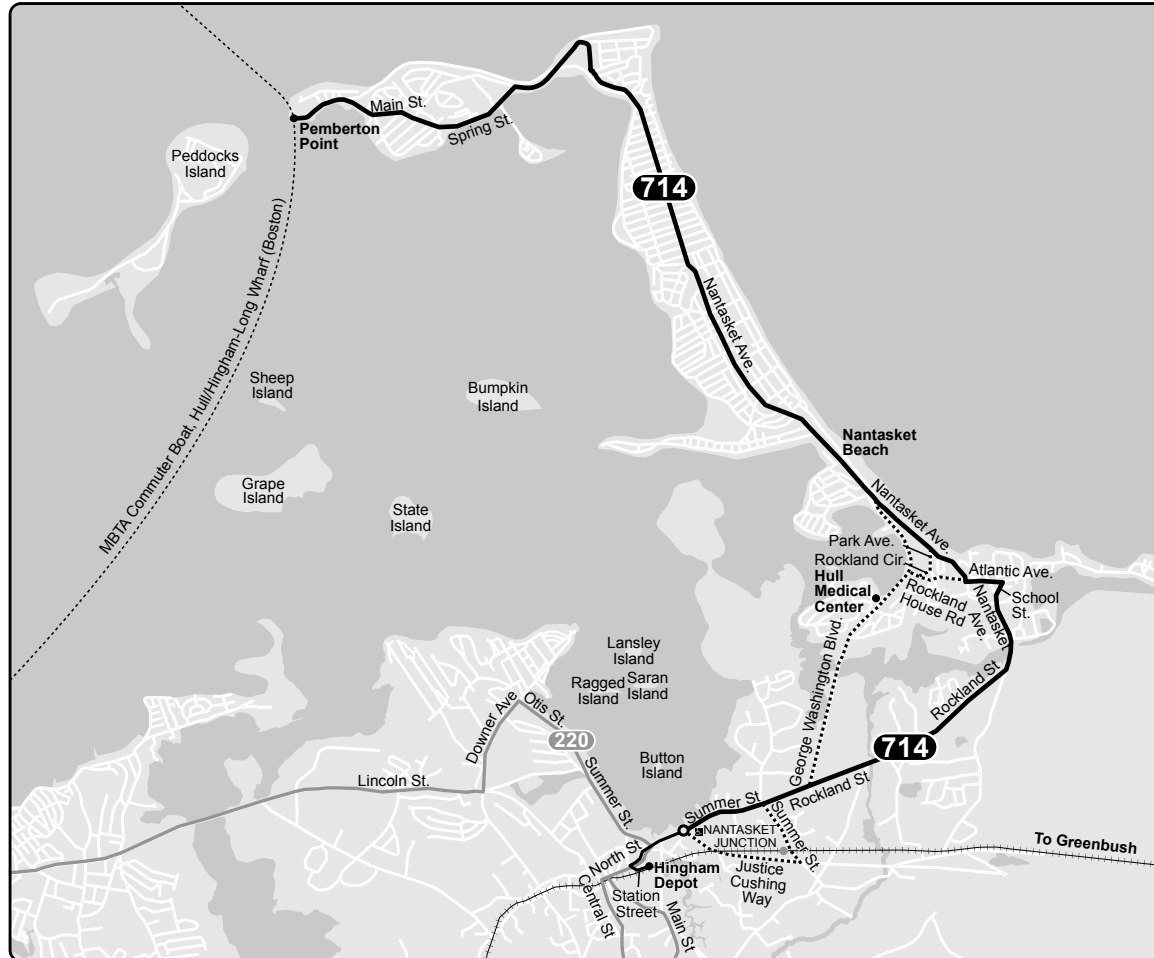 Main St.
Pemberton
Point
Spring St.
Peddocks
Island
714
MBTA Commuter Boat, Hull/Hingham-Long Wharf (Boston)
Nantasket Ave.
Sheep
Island
Bumpkin
Island
Nantasket
Beach
Grape
Island
State
Island
Nantasket Ave.
Park Ave.
Rockland Cir.
Atlantic Ave.
Hull
Medical
Center
Rockland
House Rd
Nantasket
Ave.
School
St.
George Washington Blvd.
Lansley
Island
Ragged
Island
Saran
Island
Rockland St
Downer Ave
Otis St.
220
714
Button
Island
Lincoln St.
Summer St.
Rockland St
Summer St
Summer St.
NANTASKET
JUNCTION
To Greenbush
North St
Hingham
Depot
Justice
Cushing
Way
Station
Street
Central St
Main St